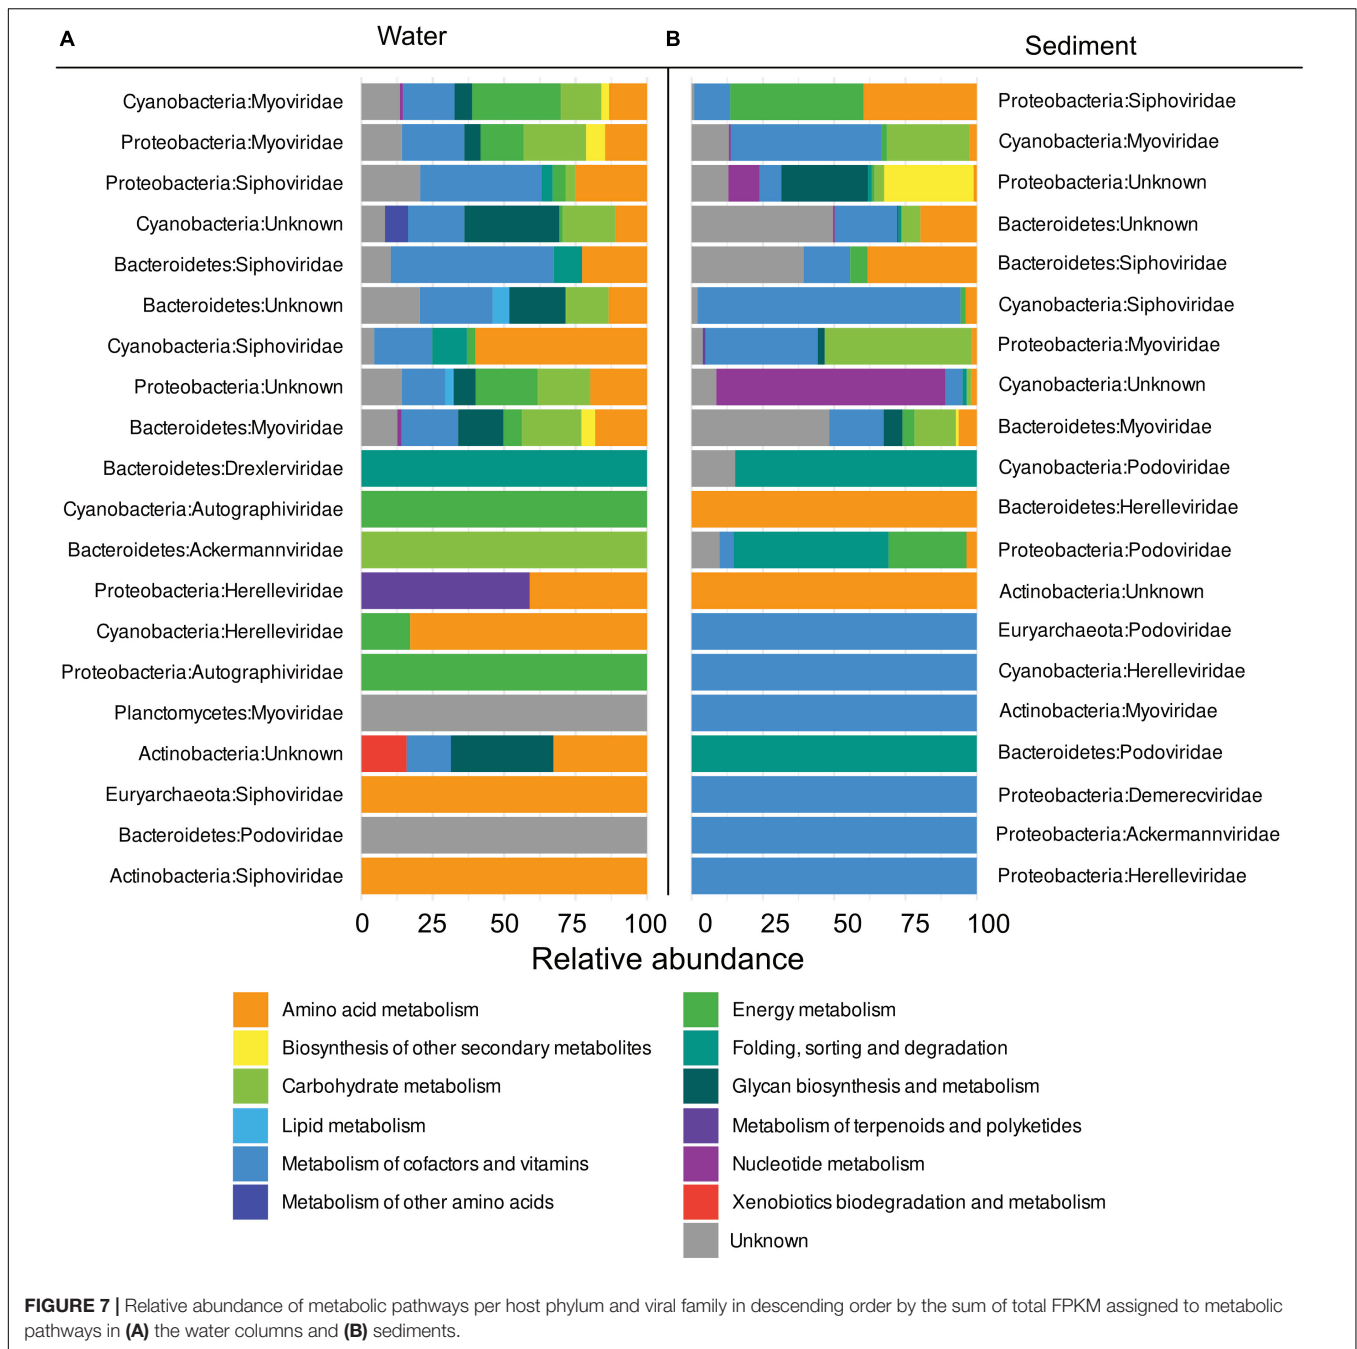 A
Water
B
Sediment
Cyanobacteria:Myoviridae
Proteobacteria:Myoviridae
Proteobacteria:Siphoviridae
Cyanobacteria:Unknown
Bacteroidetes:Siphoviridae
Bacteroidetes:Unknown
Cyanobacteria:Siphoviridae
Proteobacteria:Unknown
Bacteroidetes:Myoviridae
Bacteroidetes:Drexlerviridae
Cyanobacteria:Autographiviridae
Bacteroidetes:Ackermannviridae
Proteobacteria:Herelleviridae
Cyanobacteria:Herelleviridae
Proteobacteria:Autographiviridae
Planctomycetes:Myoviridae
Actinobacteria:Unknown
Euryarchaeota:Siphoviridae
Bacteroidetes:Podoviridae
Actinobacteria:Siphoviridae
Proteobacteria:Siphoviridae
Cyanobacteria:Myoviridae
Proteobacteria:Unknown
Bacteroidetes:Unknown
Bacteroidetes:Siphoviridae
Cyanobacteria:Siphoviridae
Proteobacteria:Myoviridae
Cyanobacteria:Unknown
Bacteroidetes:Myoviridae
Cyanobacteria:Podoviridae
Bacteroidetes:Herelleviridae
Proteobacteria:Podoviridae
Actinobacteria:Unknown
Euryarchaeota:Podoviridae
Cyanobacteria:Herelleviridae
Actinobacteria:Myoviridae
Bacteroidetes:Podoviridae
Proteobacteria:Demerecviridae
Proteobacteria:Ackermannviridae
Proteobacteria:Herelleviridae
0 25 50 75 100
0 25 50 75 100
Relative abundance
Amino acid metabolism
Biosynthesis of other secondary metabolites
Carbohydrate metabolism
Lipid metabolism
Metabolism of cofactors and vitamins
Metabolism of other amino acids
Energy metabolism
Folding, sorting and degradation
Glycan biosynthesis and metabolism
Metabolism of terpenoids and polyketides
Nucleotide metabolism
Xenobiotics biodegradation and metabolism
Unknown
FIGURE 7 | Relative abundance of metabolic pathways per host phylum and viral family in descending order by the sum of total FPKM assigned to metabolic
pathways in (A) the water columns and (B) sediments.